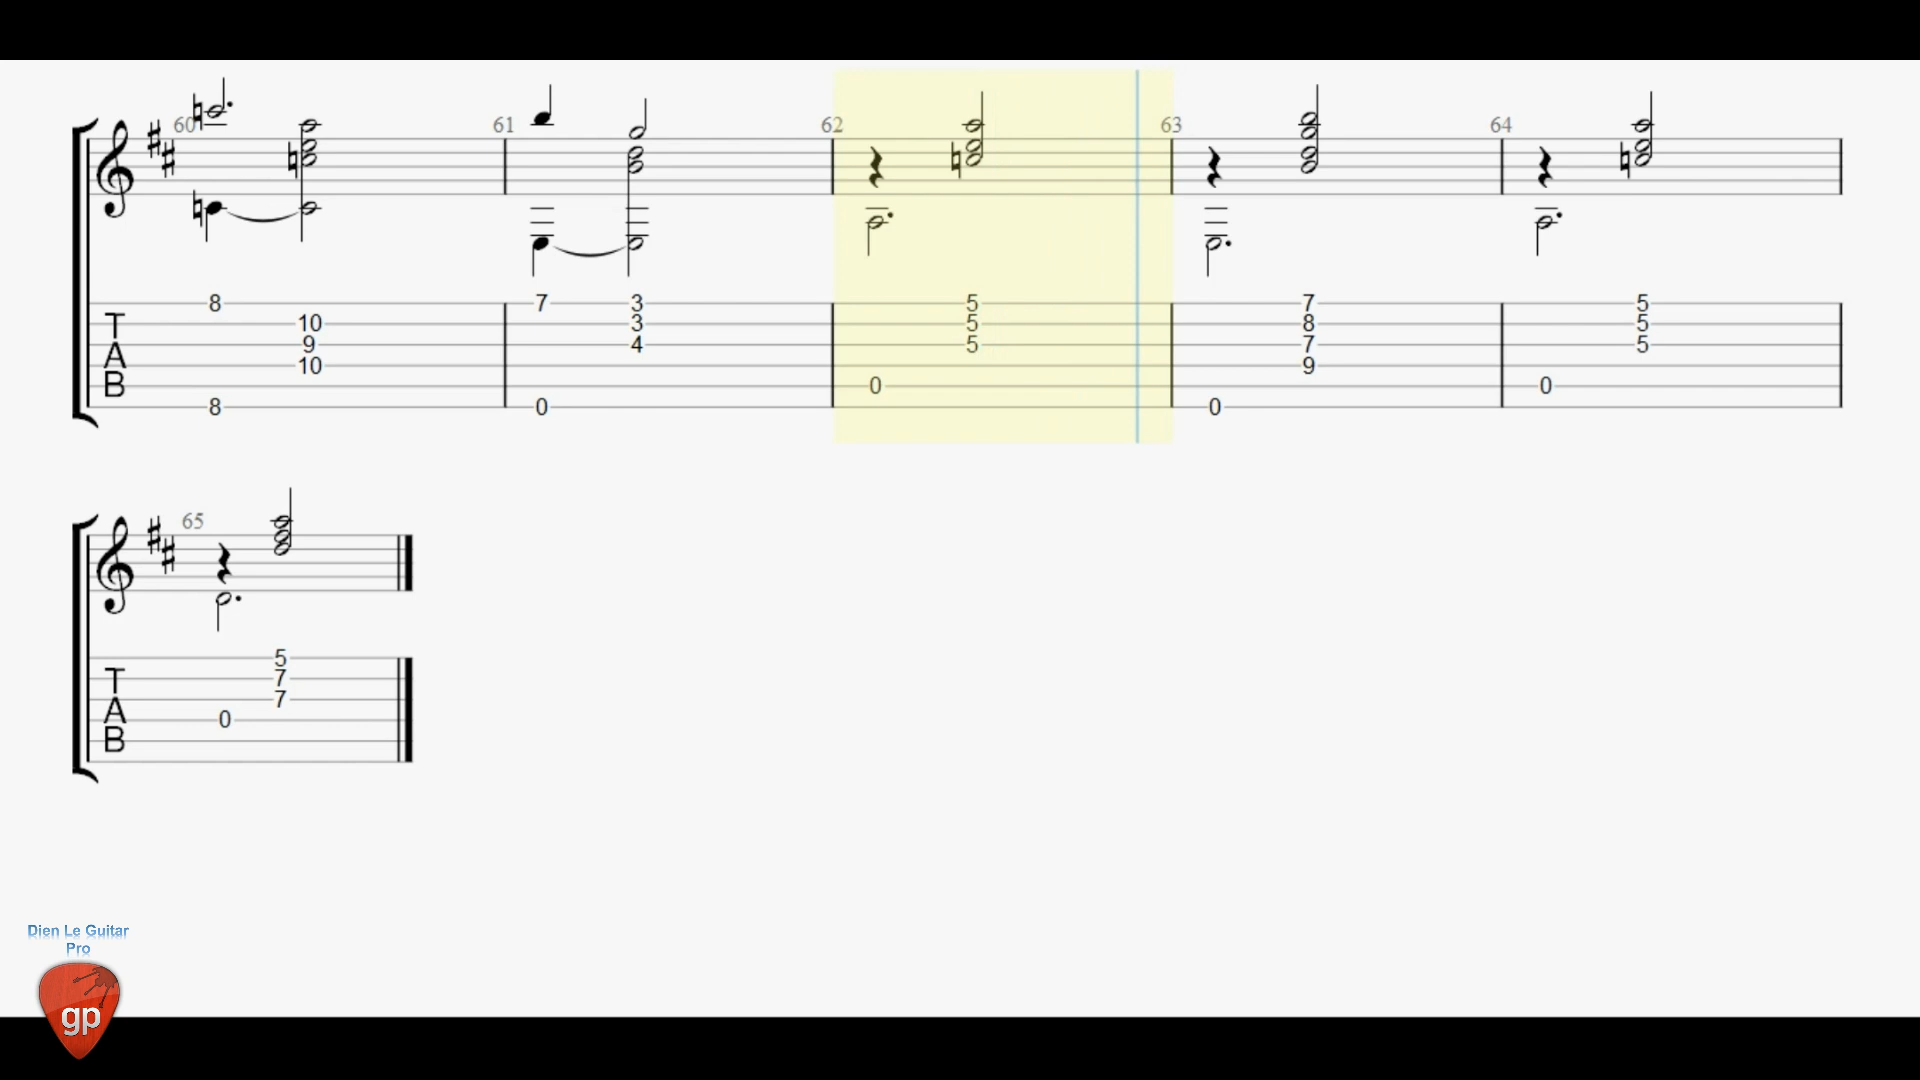 60 61 62 63 64
8 7 3 5 7 5
T 10 3 5 8 5
A 9 4 5 7 5
10 9
B 0 0
8 0 0
65
5
T 7
7
A 0
B
Dien Le Guitar
Pro
gp